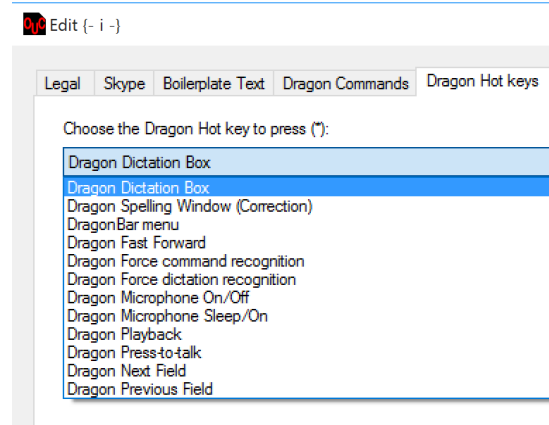 OUC Edit {- i -}
Legal Skype Boilerplate Text Dragon Commands Dragon Hot keys
Choose the Dragon Hot key to press (*):
Dragon Dictation Box
Dragon Dictation Box
Dragon Spelling Window (Correction)
DragonBar menu
Dragon Fast Forward
Dragon Force command recognition
Dragon Force dictation recognition
Dragon Microphone On/Off
Dragon Microphone Sleep/On
Dragon Playback
Dragon Press-to-talk
Dragon Next Field
Dragon Previous Field